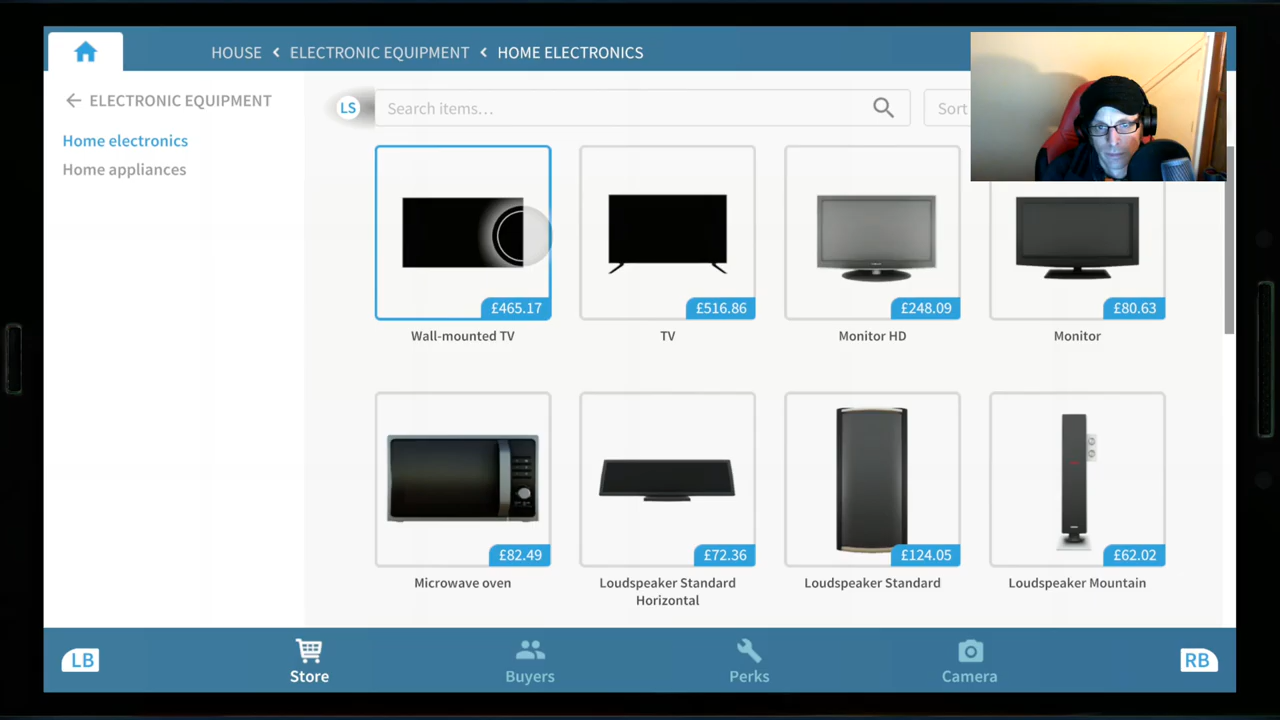 HOUSE < ELECTRONIC EQUIPMENT < HOME ELECTRONICS
ELECTRONIC EQUIPMENT
Home electronics
Home appliances
LS
Search items...
Sort
£465.17
£516.86
£248.09
£80.63
Wall-mounted TV
TV
Monitor HD
Monitor
£82.49
£72.36
£124.05
£62.02
Microwave oven
Loudspeaker Standard
Horizontal
Loudspeaker Standard
Loudspeaker Mountain
LB
Store
Buyers
Perks
Camera
RB